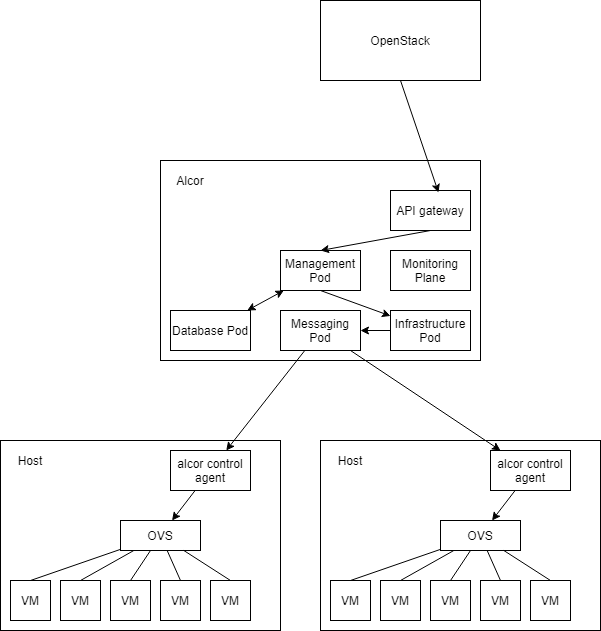 OpenStack
Alcor
API gateway
Management
Pod
Monitoring
Plane
Database Pod
Messaging
Pod
Infrastructure
Pod
Host
alcor control
agent
OVS
VM
VM
VM
VM
VM
Host
alcor control
agent
OVS
VM
VM
VM
VM
VM